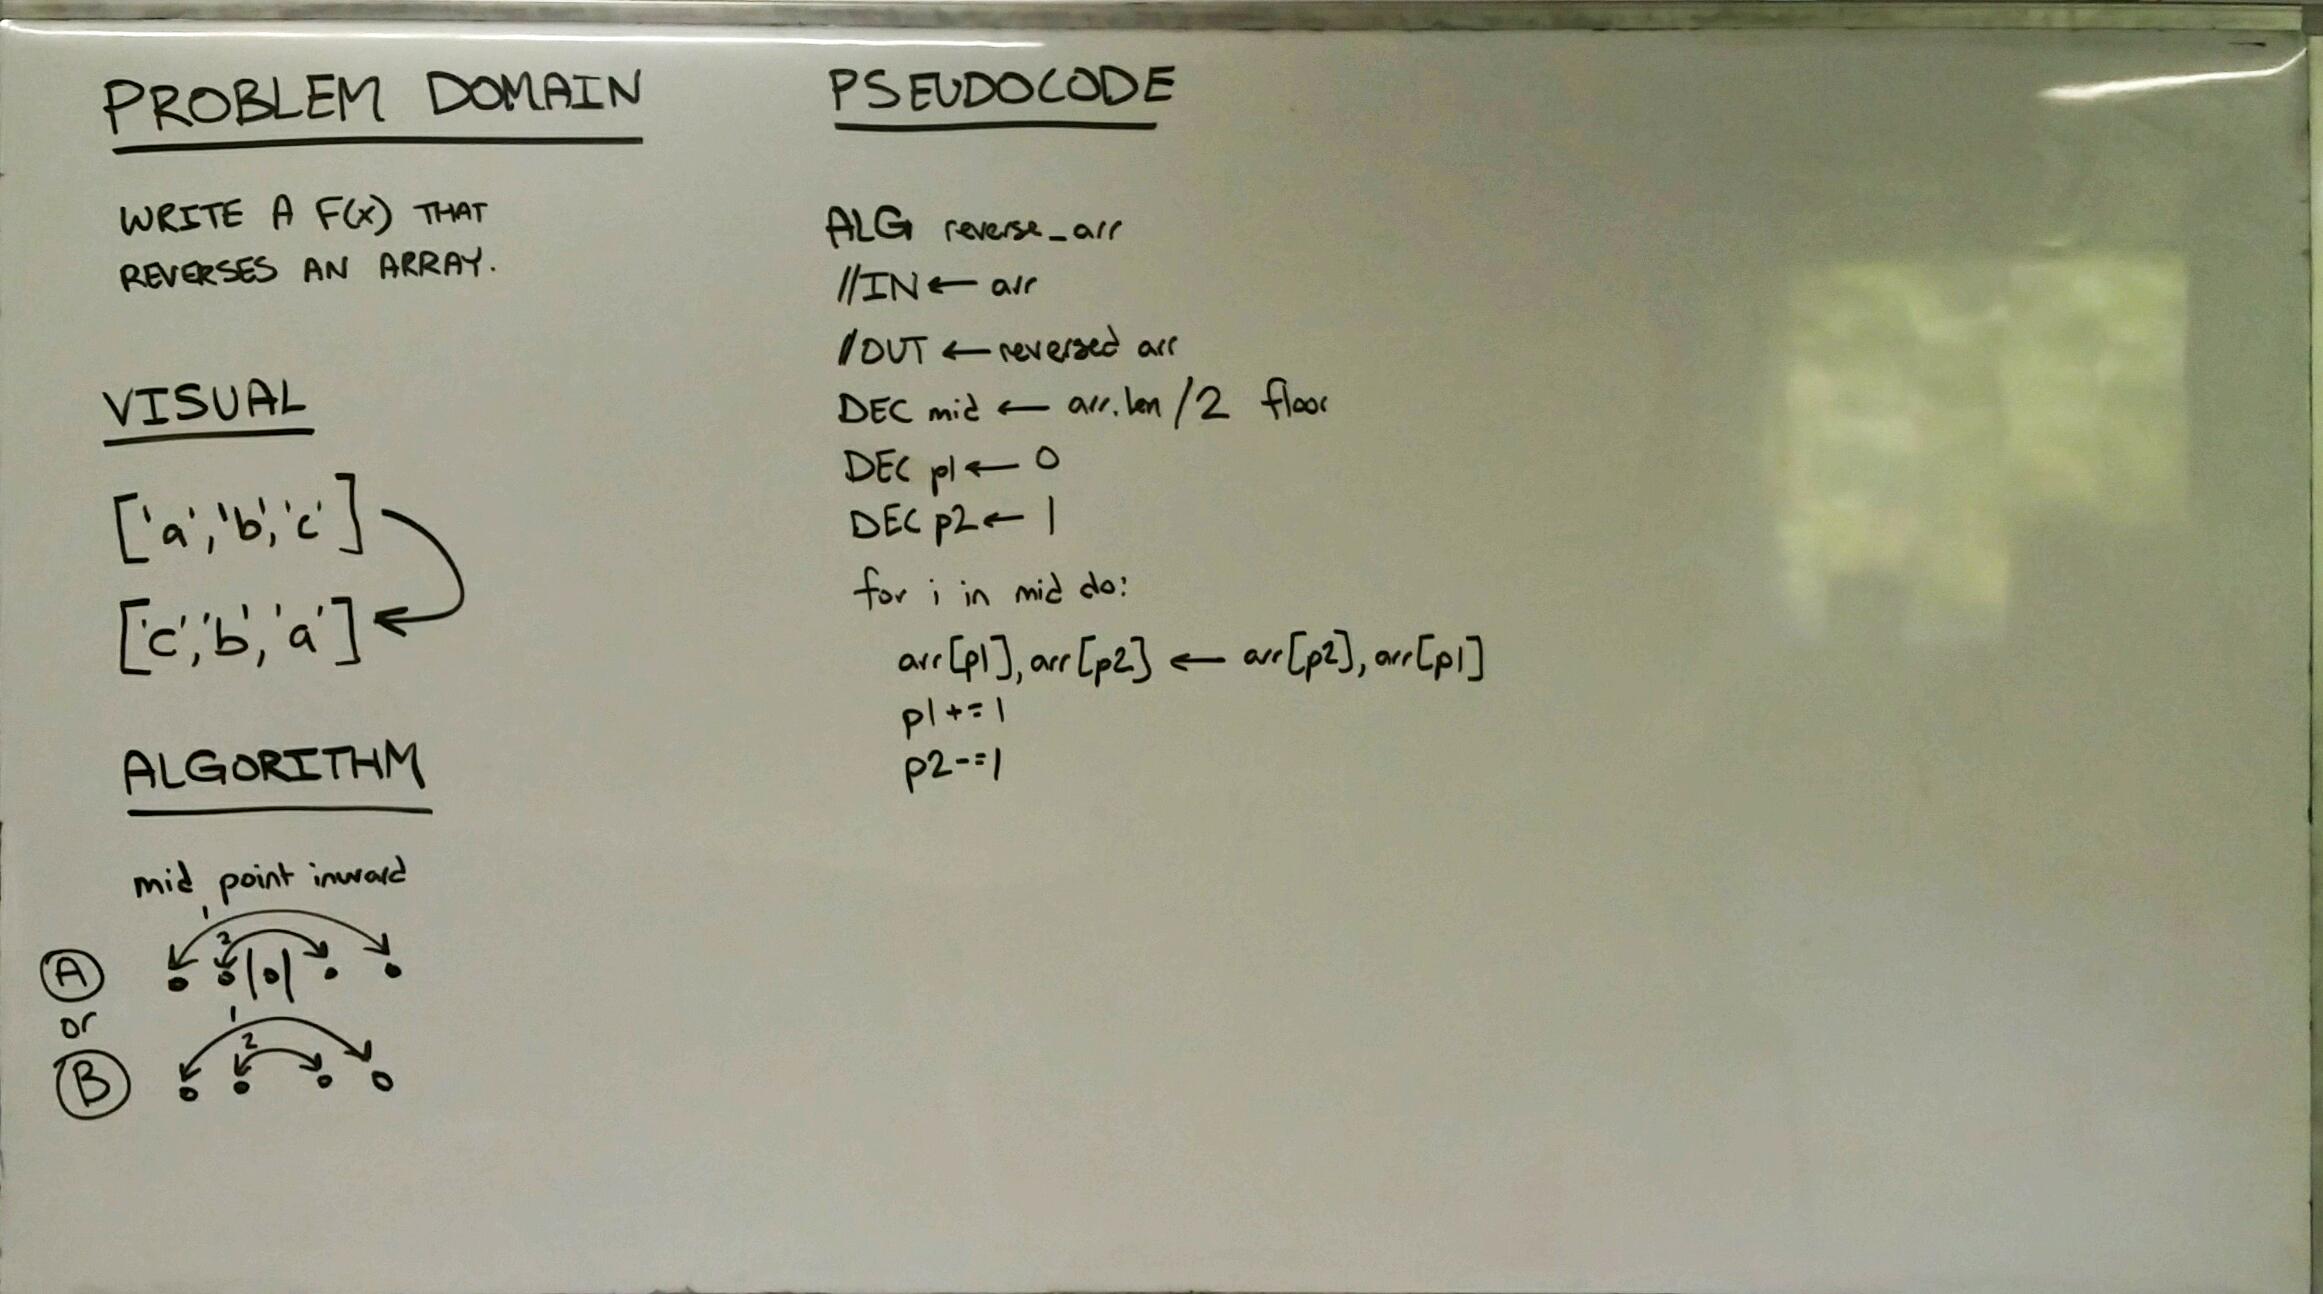 PROBLEM DOMAIN
WRITE A F(X) THAT
REVERSES AN ARRAY.
VISUAL
['a','b','c']
['c','b','a']
ALGORITHM
mid point inward
1
2
A
or
1
2
B
PSEUDOCODE
ALG reverse_arr
//IN ← arr
//OUT ← reversed arr
DEC mid ← arr.len/2 floor
DEC p1 ← 0
DEC p2 ← 1
for i in mid do:
arr[p1], arr[p2] ← arr[p2], arr[p1]
p1+=1
p2-=1